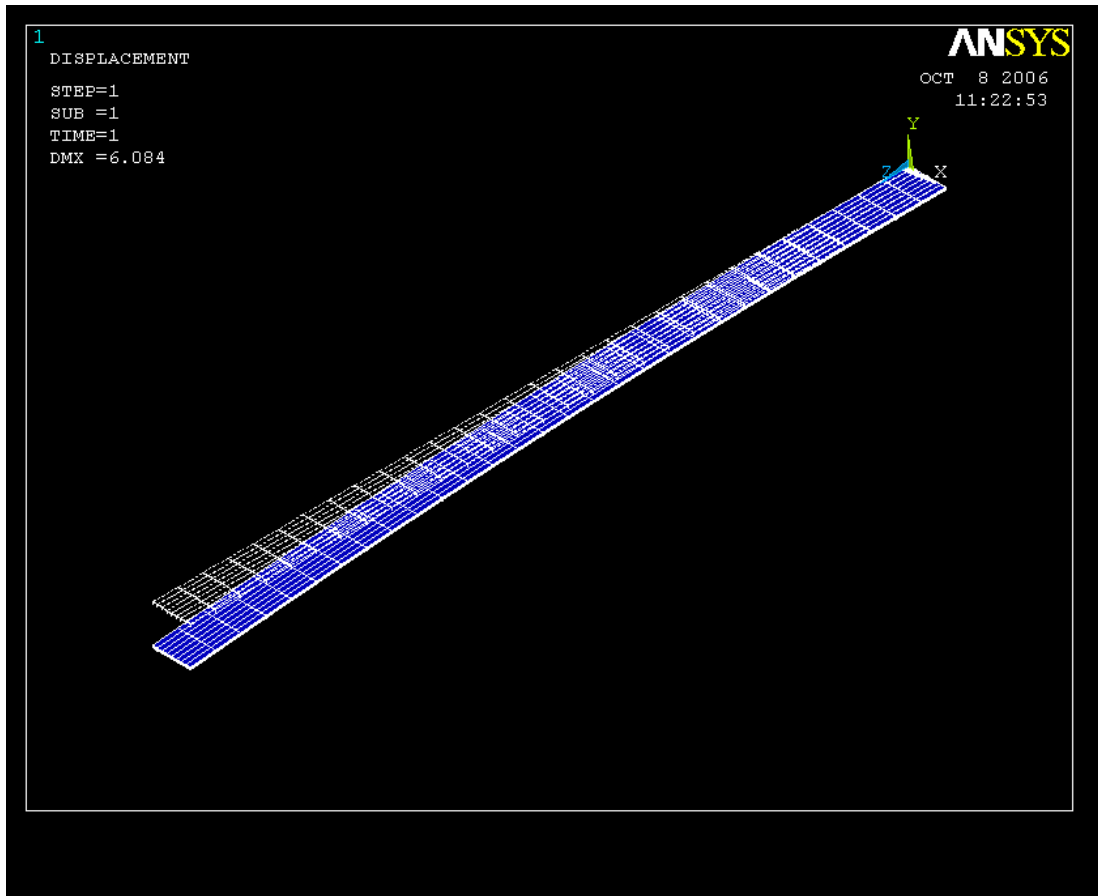 1
DISPLACEMENT
STEP=1
SUB =1
TIME=1
DMX =6.084
ANSYS
OCT  8 2006
11:22:53
Y
Z
X